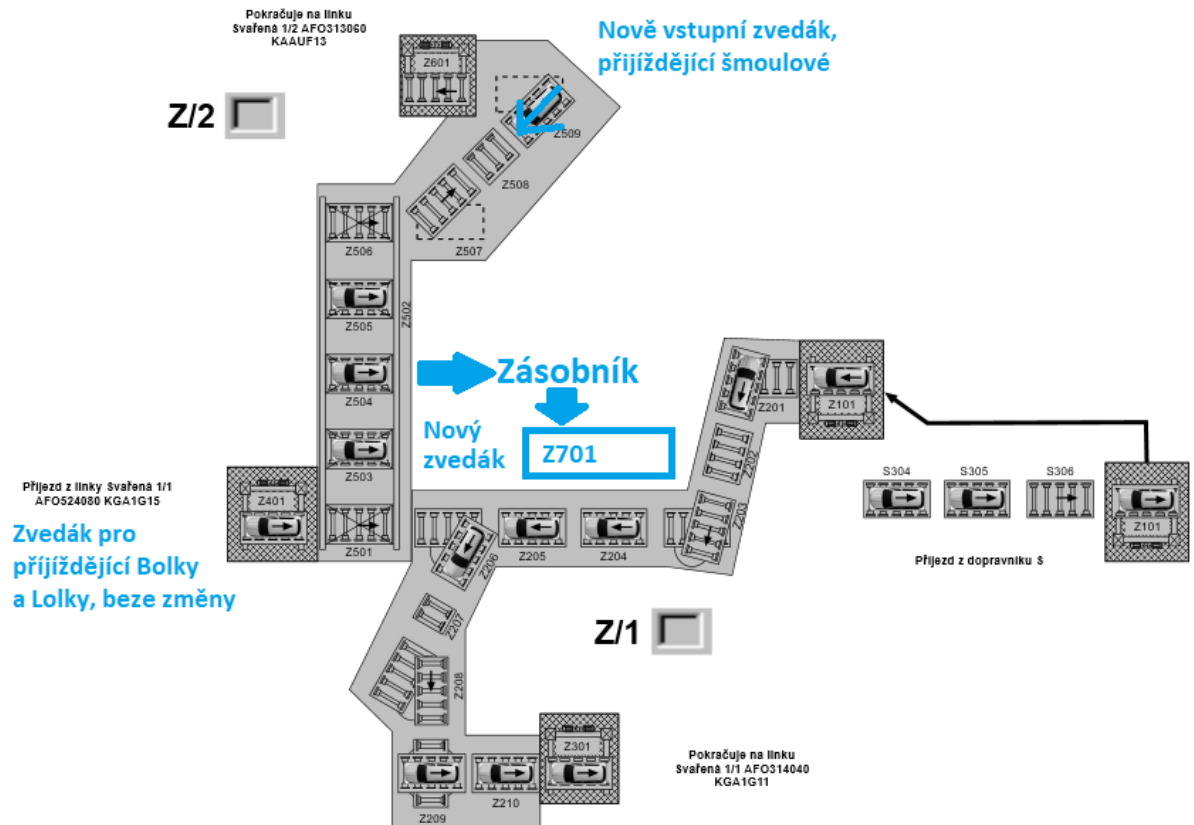 Pokračuje na linku
Svařená 1/2 AFO313060
KAAUF13
Nově vstupní zvedák,
přijíždějící šmoulové
Z601
Z/2
Z509
Z508
Z507
Z506
Z502
Z505
Z504
Z503
Z501
Zásobník
Nový
zvedák
Z701
Z201
Z101
Z202
Z203
S304
S305
S306
Z101
Příjezd z dopravníku S
Příjezd z linky Svařená 1/1
AFO524080 KGA1G15
Z401
Zvedák pro
příjíždějící Bolky
a Lolky, beze změny
Z205
Z204
Z206
Z207
Z/1
Z208
Z301
Z209
Z210
Pokračuje na linku
Svařená 1/1 AFO314040
KGA1G11